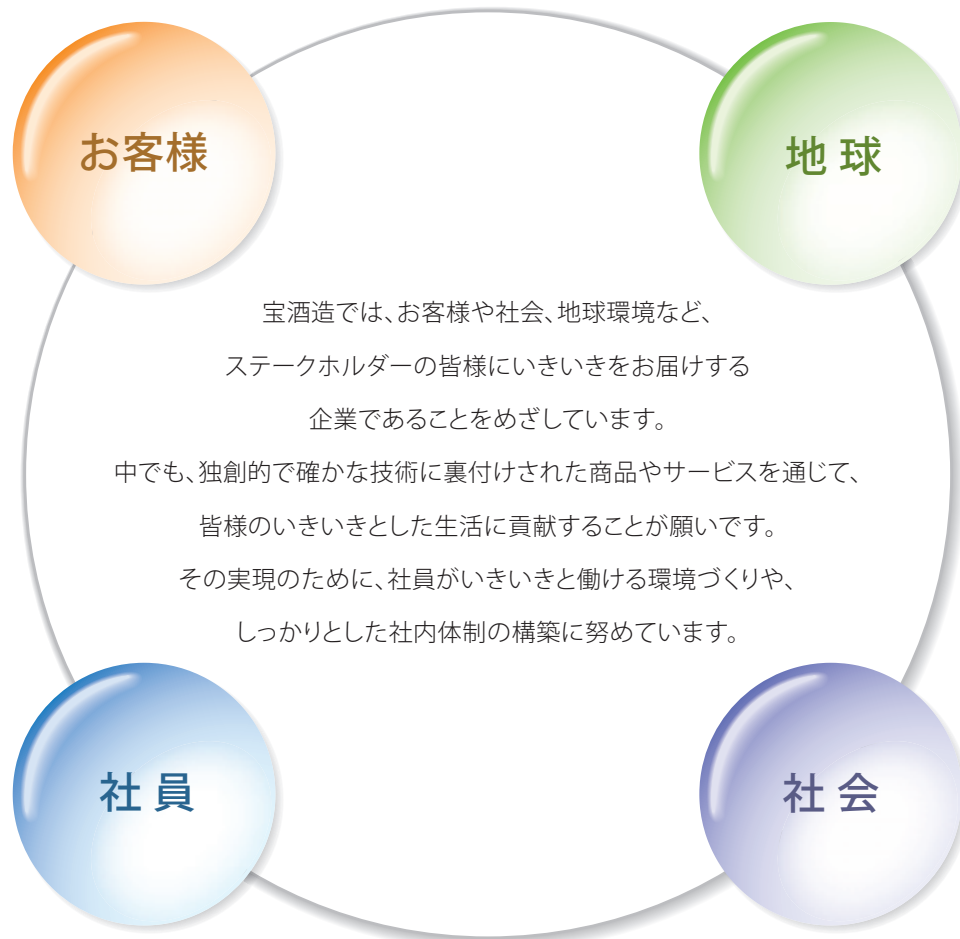 お客様
地球
宝酒造では、お客様や社会、地球環境など、
ステークホルダーの皆様にいきいきをお届けする
企業であることをめざしています。
中でも、独創的で確かな技術に裏付けされた商品やサービスを通じて、
皆様のいきいきとした生活に貢献することが願いです。
その実現のために、社員がいきいきと働ける環境づくりや、
しっかりとした社内体制の構築に努めています。
社員
社会